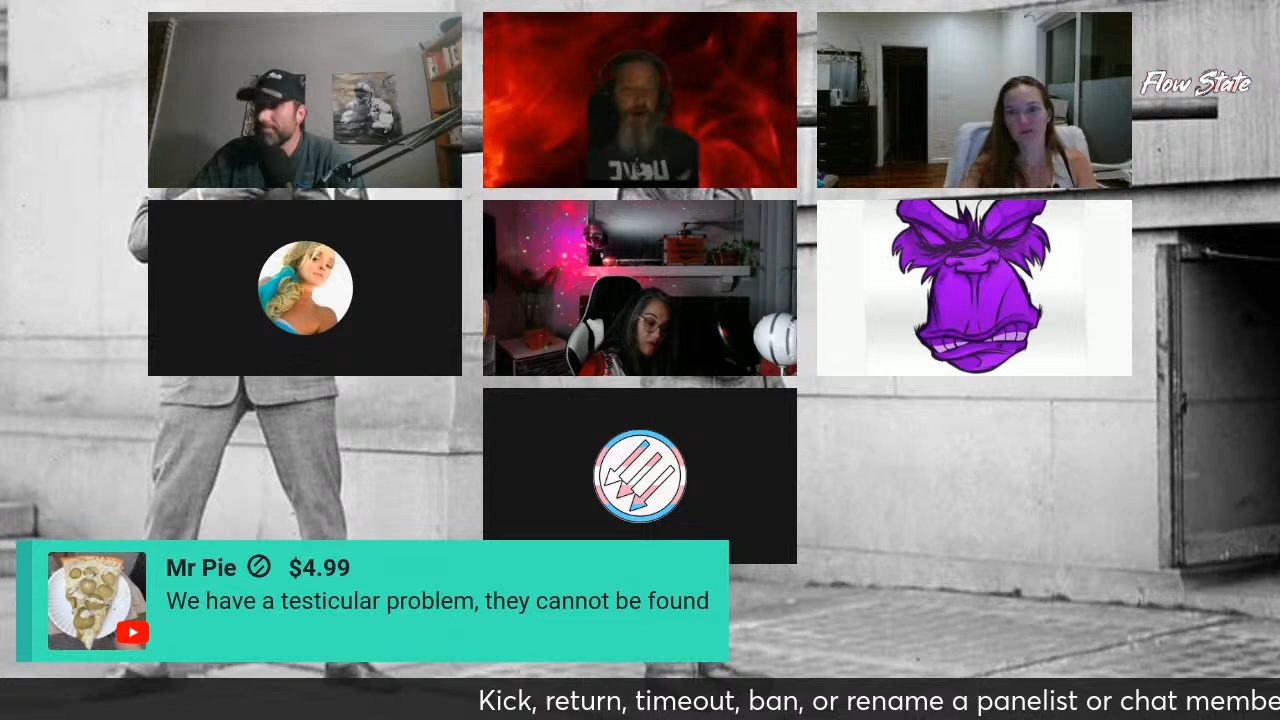 Flow State
Mr Pie $4.99
We have a testicular problem, they cannot be found
Kick, return, timeout, ban, or rename a panelist or chat membe